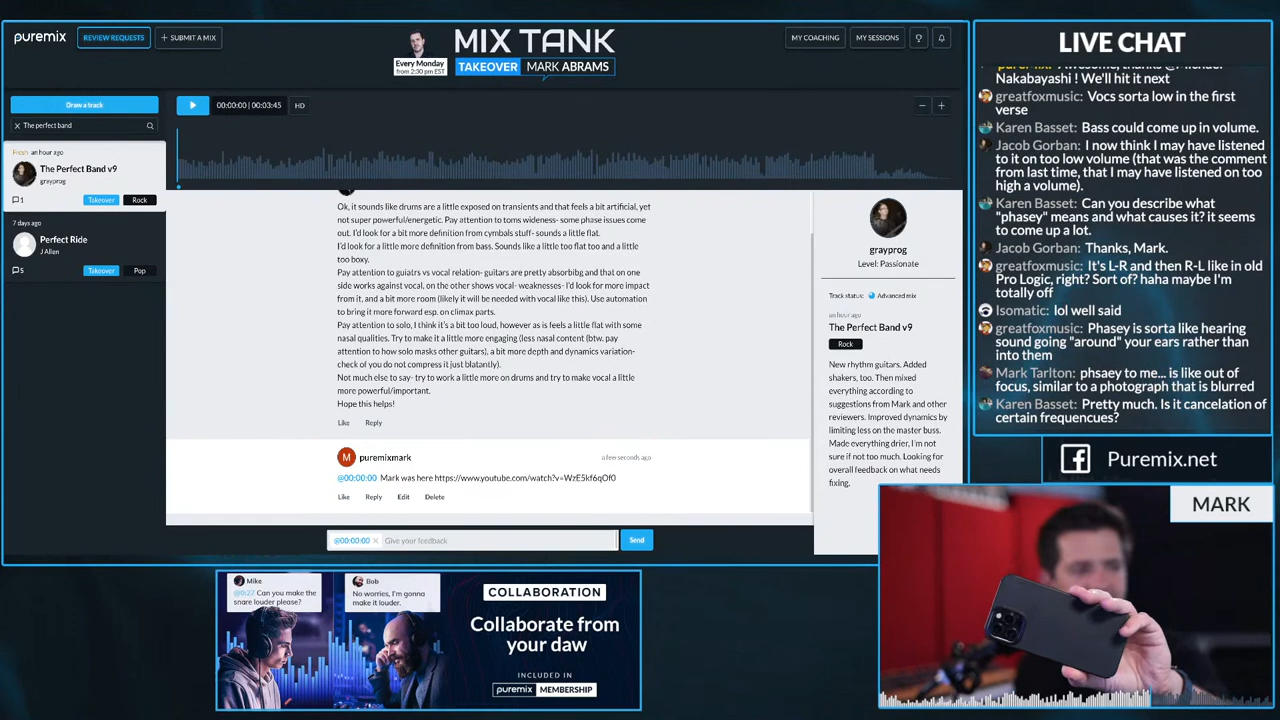 puremix
REVIEW REQUESTS
+ SUBMIT A MIX
Every Monday
from 2:30 pm EST
MIX TANK
TAKEOVER MARK ABRAMS
MY COACHING
MY SESSIONS
Draw a track
× The perfect band
Fresh an hour ago
The Perfect Band v9
grayprog
1
Takeover
Rock
7 days ago
Perfect Ride
J Allen
5
Takeover
Pop
00:00:00 | 00:03:45
HD
Ok, it sounds like drums are a little exposed on transients and that feels a bit artificial, yet
not super powerful/energetic. Pay attention to toms wideness- some phase issues come
out. I'd look for a bit more definition from cymbals stuff- sounds a little flat.
I'd look for a little more definition from bass. Sounds like a little too flat too and a little
too boxy.
Pay attention to guiatrs vs vocal relation- guitars are pretty absorbibg and that on one
side works against vocal, on the other shows vocal- weaknesses- I'd look for more impact
from it, and a bit more room (likely it will be needed with vocal like this). Use automation
to bring it more forward esp. on climax parts.
Pay attention to solo, I think it's a bit too loud, however as is feels a little flat with some
nasal qualities. Try to make it a little more engaging (less nasal content (btw. pay
attention to how solo masks other guitars), a bit more depth and dynamics variation-
check of you do not compress it just blatantly).
Not much else to say- try to work a little more on drums and try to make vocal a little
more powerful/important.
Hope this helps!
Like Reply
M
puremixmark
a few seconds ago
@00:00:00 Mark was here https://www.youtube.com/watch?v=WzE5kf6qOf0
Like Reply Edit Delete
@00:00:00 × Give your feedback
Send
grayprog
Level: Passionate
Track status: Advanced mix
an hour ago
The Perfect Band v9
Rock
New rhythm guitars. Added
shakers, too. Then mixed
everything according to
suggestions from Mark and other
reviewers. Improved dynamics by
limiting less on the master buss.
Made everything drier, I'm not
sure if not too much. Looking for
overall feedback on what needs
fixing.
LIVE CHAT
Nakabayashi ! We'll hit it next
greatfoxmusic: Vocs sorta low in the first
verse
Karen Basset: Bass could come up in volume.
Jacob Gorban: I now think I may have listened
to it on too low volume (that was the comment
from last time, that I may have listened on too
high a volume).
Karen Basset: Can you describe what
"phasey" means and what causes it? it seems
to come up a lot.
Jacob Gorban: Thanks, Mark.
greatfoxmusic: It's L-R and then R-L like in old
Pro Logic, right? Sort of? haha maybe I'm
totally off
Isomatic: lol well said
greatfoxmusic: Phasey is sorta like hearing
sound going "around" your ears rather than
into them
Mark Tarlton: phsaey to me... is like out of
focus, similar to a photograph that is blurred
Karen Basset: Pretty much. Is it cancelation of
certain frequencues?
Puremix.net
MARK
Mike
@0:27 Can you make the
snare louder please?
Bob
No worries, I'm gonna
make it louder.
COLLABORATION
Collaborate from
your daw
INCLUDED IN
puremix MEMBERSHIP